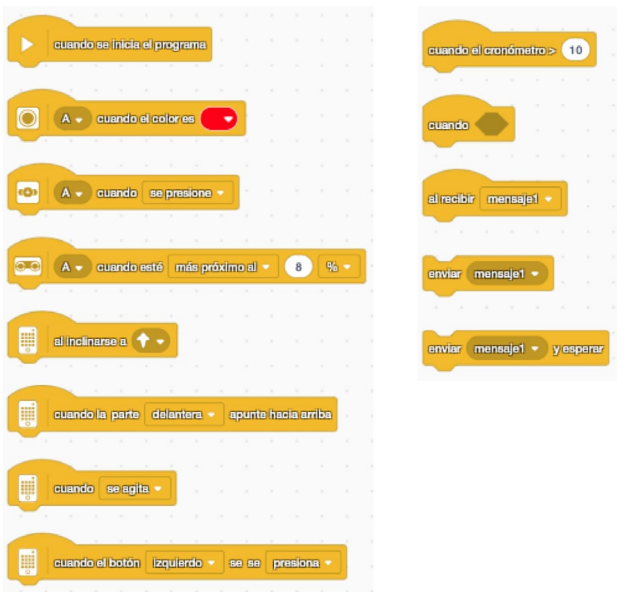 cuando se inicia el programa
A cuando el color es
A cuando se presione
A cuando esté más próximo al 8 %
al inclinarse a
cuando la parte delantera apunte hacia arriba
cuando se agita
cuando el botón izquierdo se se presiona
cuando el cronómetro > 10
cuando
al recibir mensaje1
enviar mensaje1
enviar mensaje1 y esperar